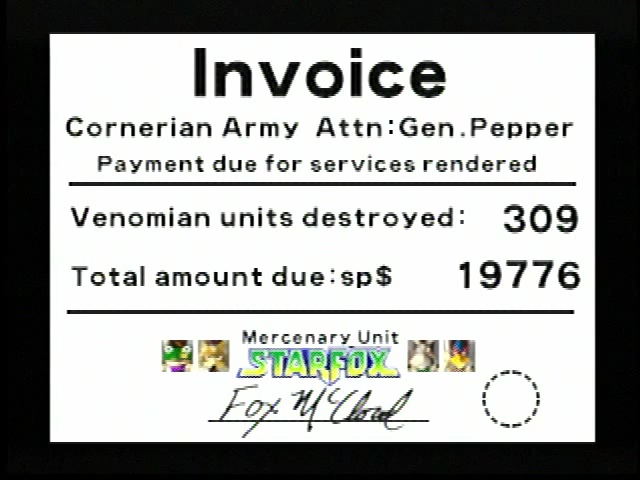 Invoice
Cornerian Army Attn:Gen.Pepper
Payment due for services rendered
Venomian units destroyed: 309
Total amount due:sp$ 19776
Mercenary Unit
STARFOX
Fox McCloud